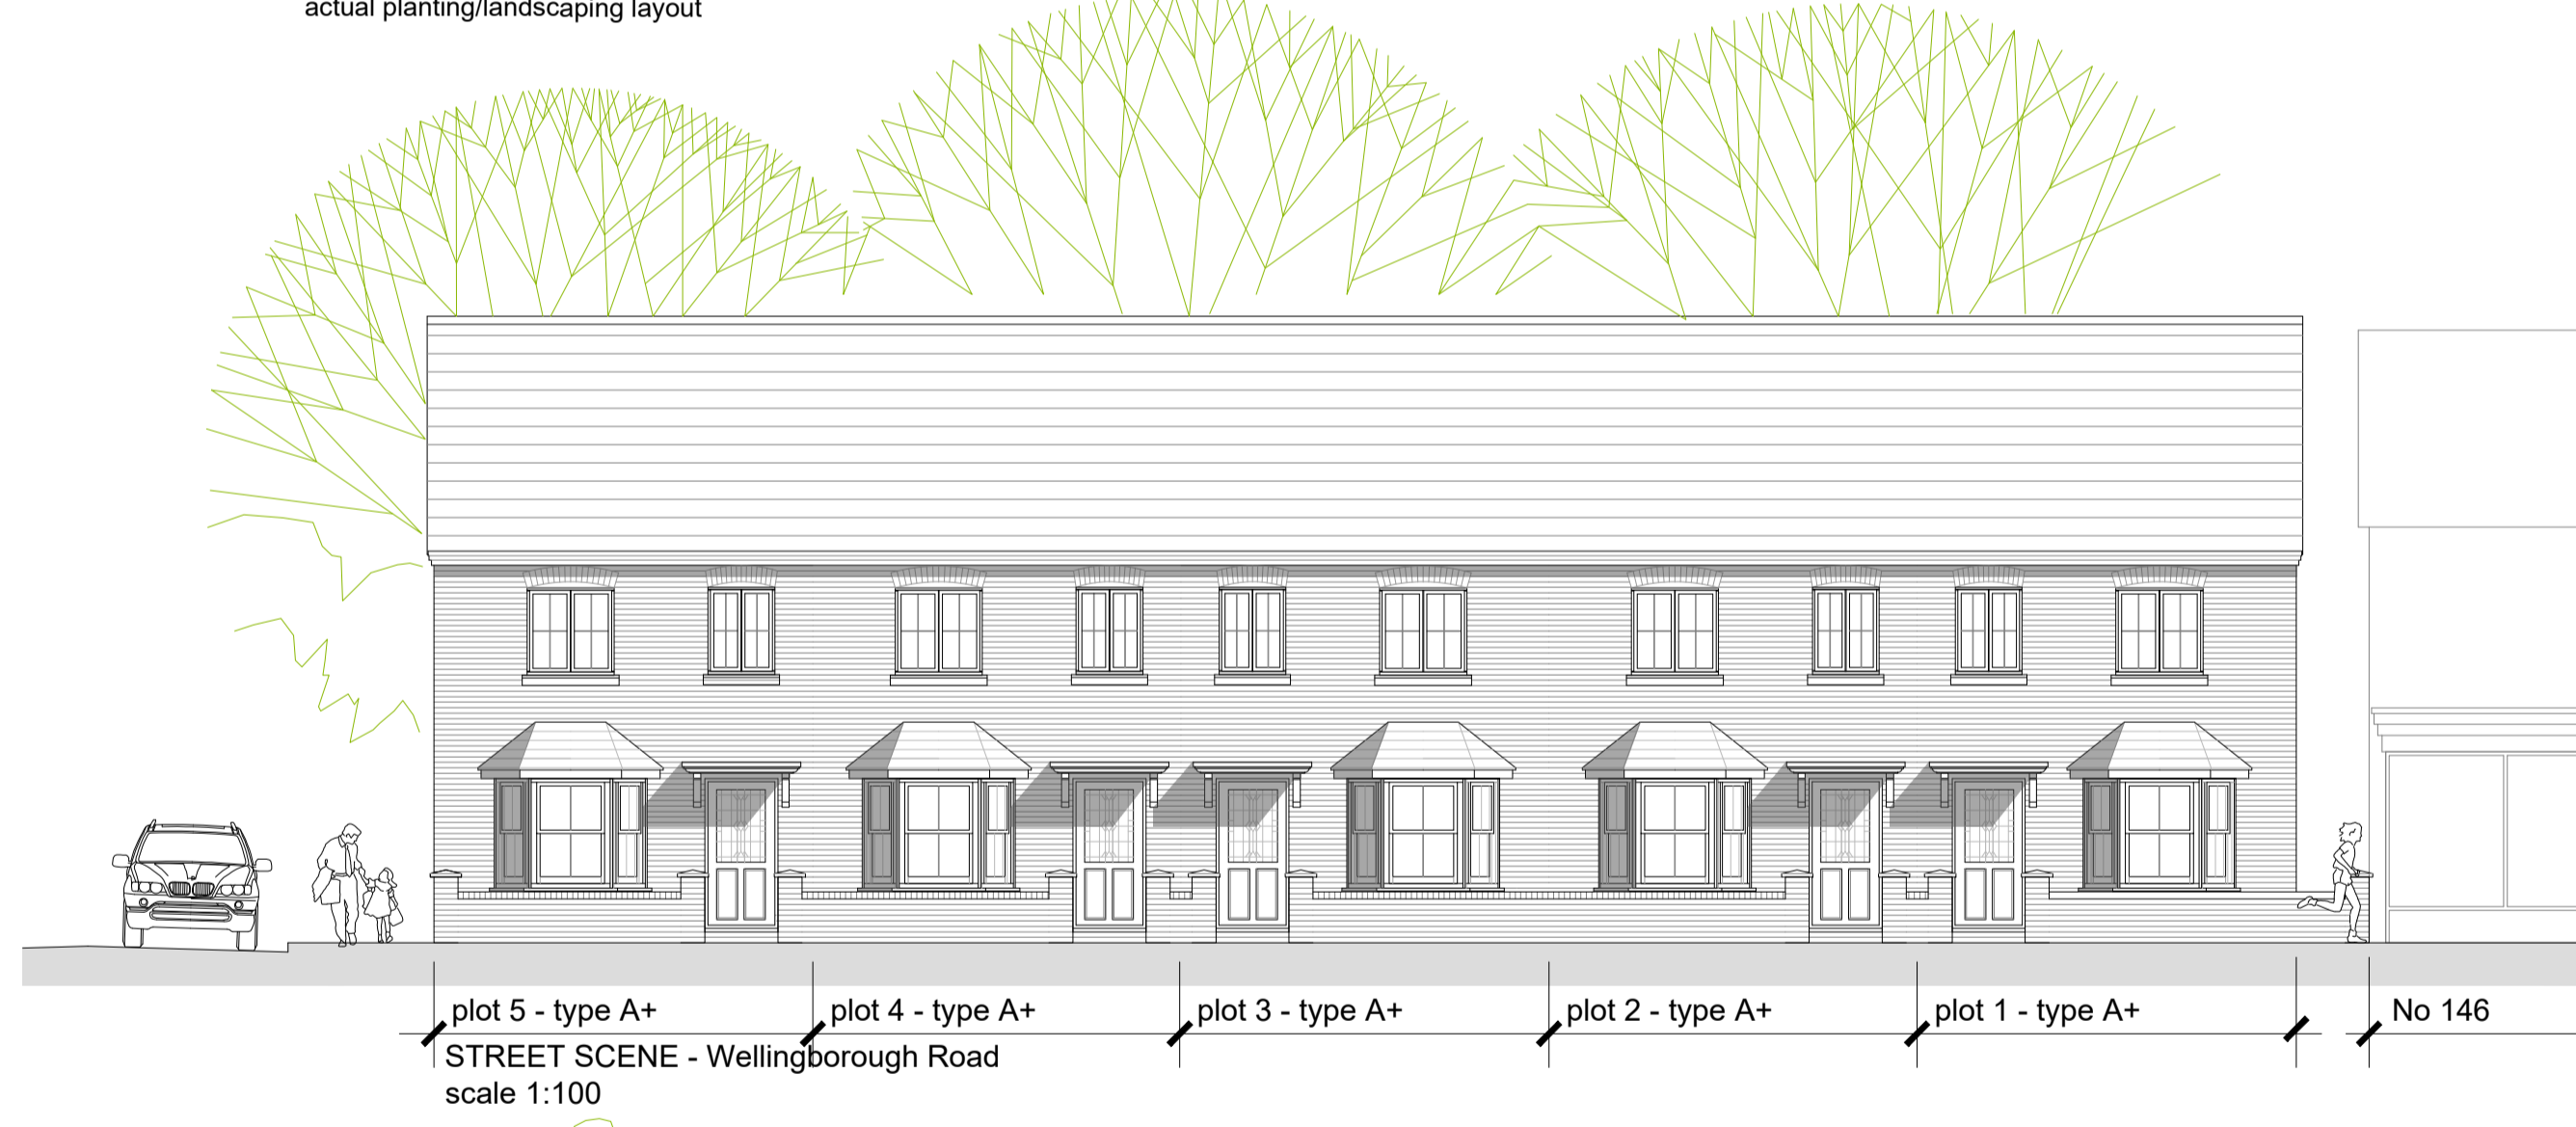 actual planting/landscaping layout
plot 5 - type A+
plot 4 - type A+
plot 3 - type A+
plot 2 - type A+
plot 1 - type A+
No 146
STREET SCENE - Wellingborough Road
scale 1:100